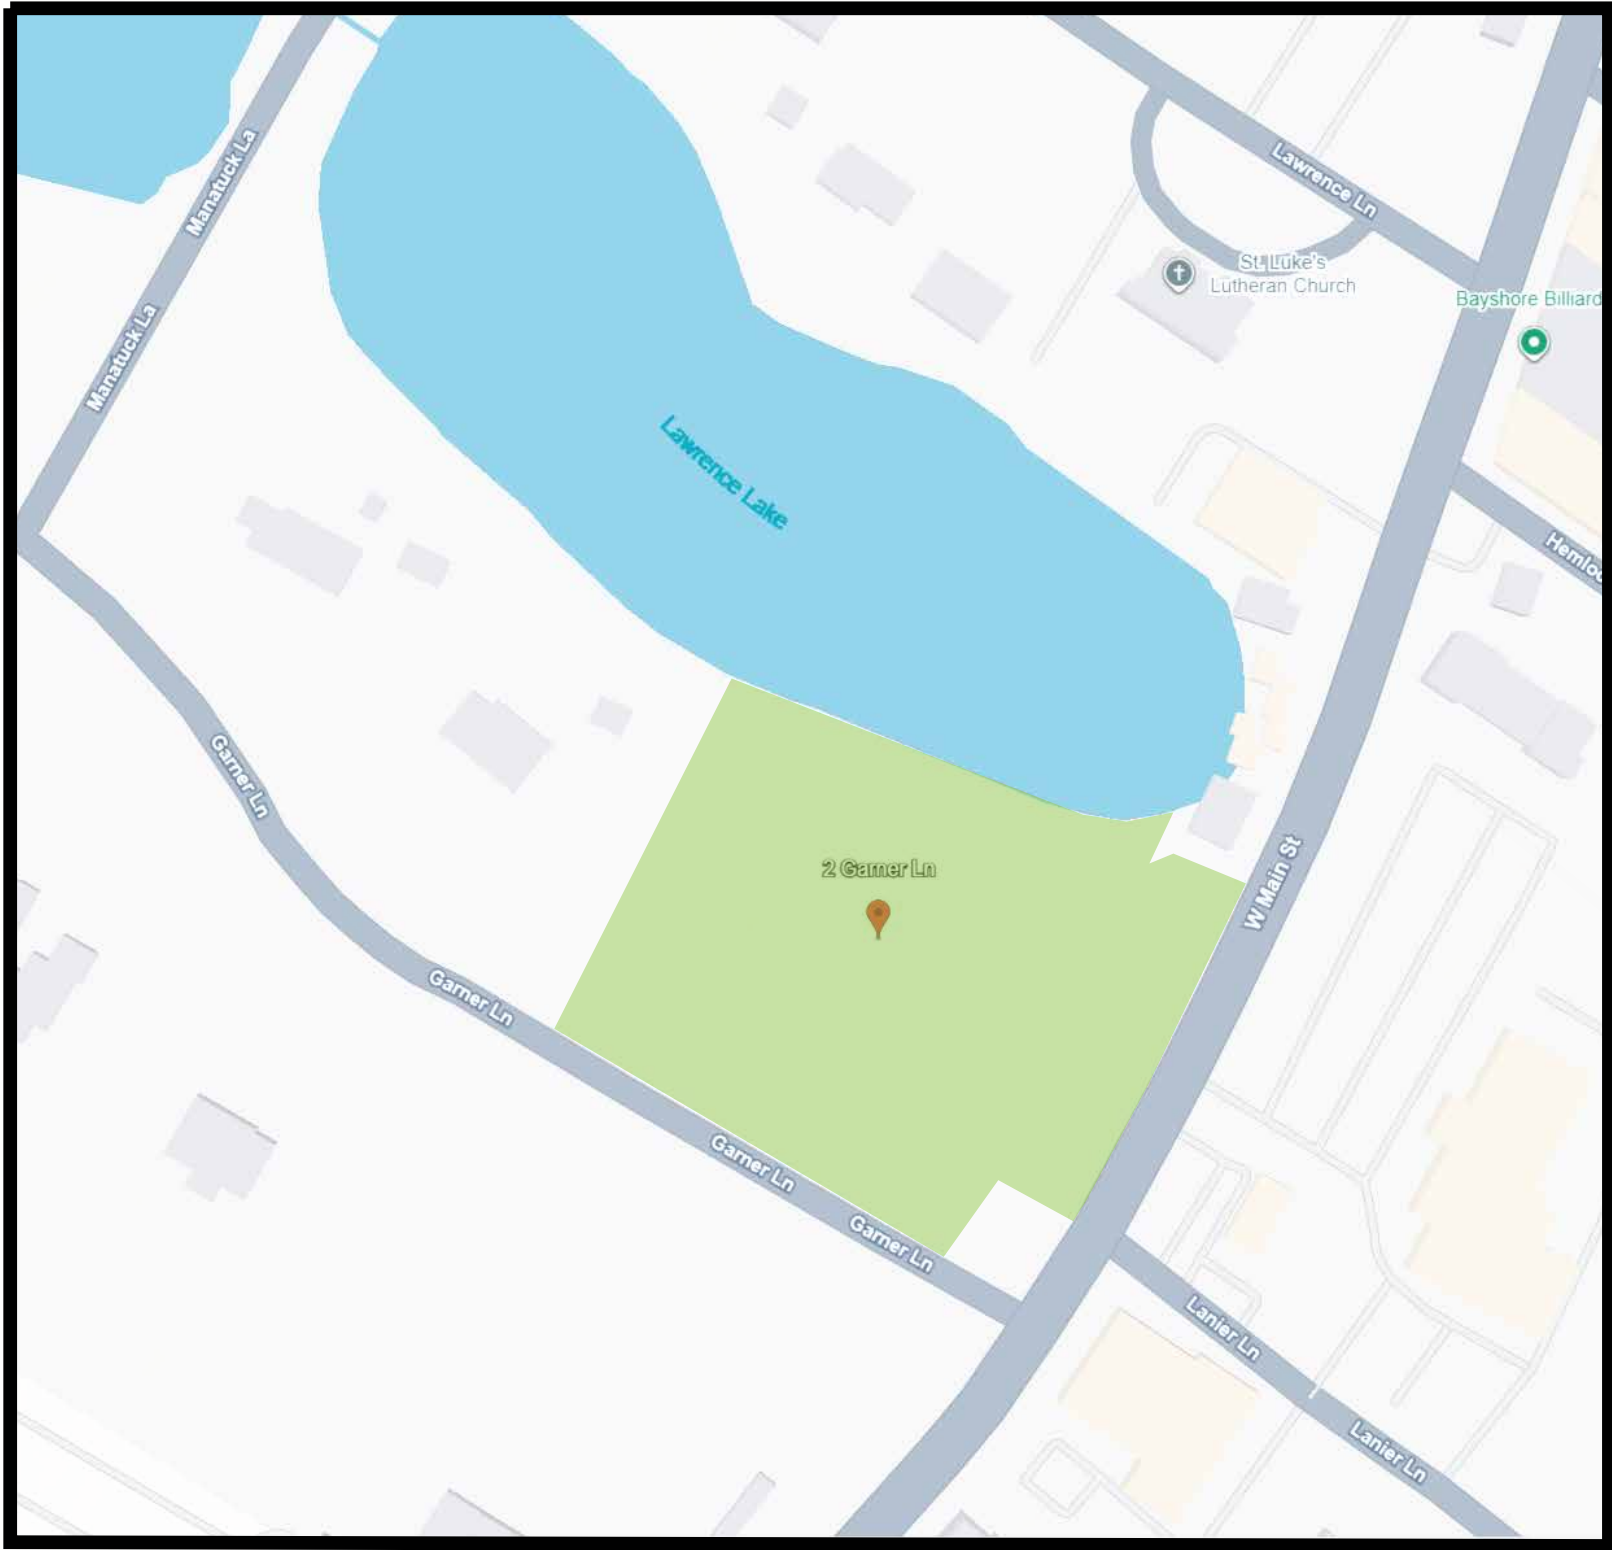 Manatuck La
Lawrence Ln
St. Luke's
Lutheran Church
Bayshore Billiard
Manatuck La
Lawrence Lake
Hemloc
Garner Ln
2 Garner Ln
W Main St
Garner Ln
Garner Ln
Garner Ln
Lanier Ln
Lanier Ln